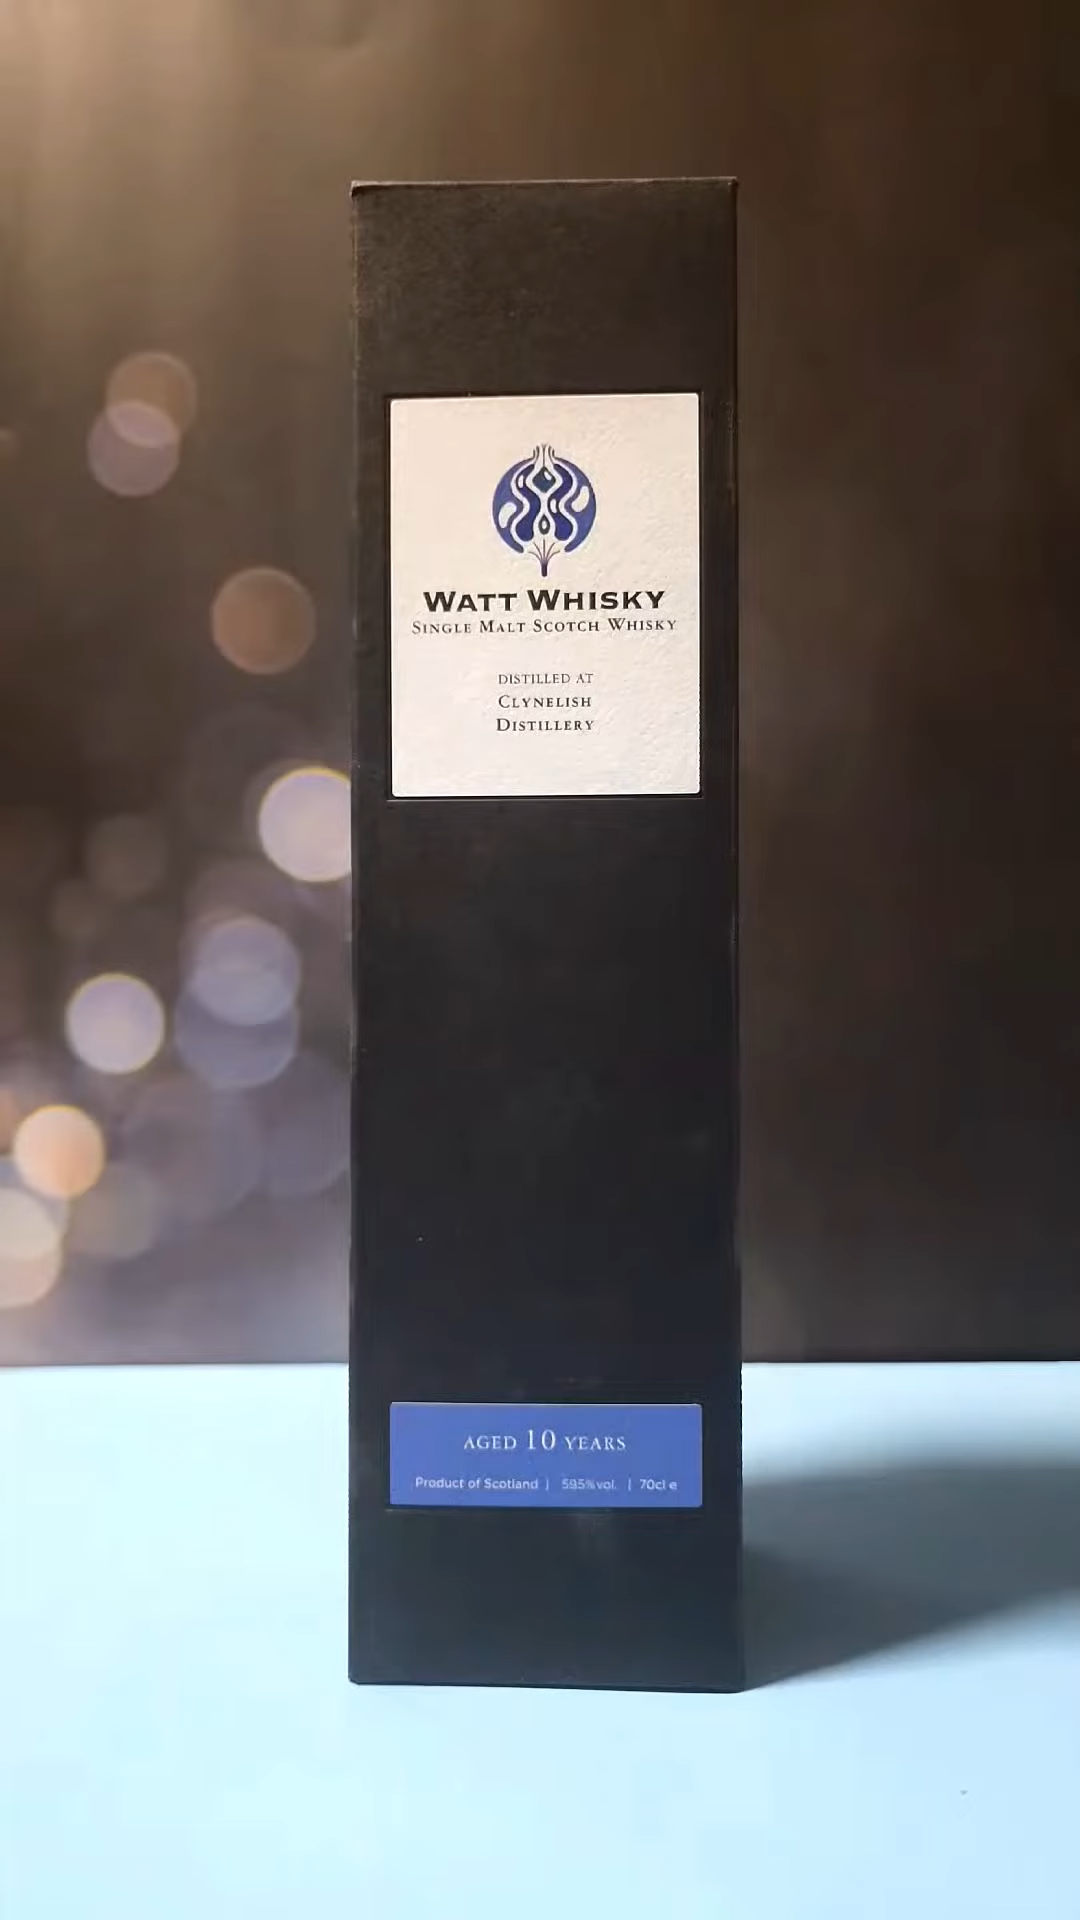 WATT WHISKY
SINGLE MALT SCOTCH WHISKY
DISTILLED AT
CLYNELISH
DISTILLERY
AGED 10 YEARS
Product of Scotland | 59.5%vol. | 70cl e